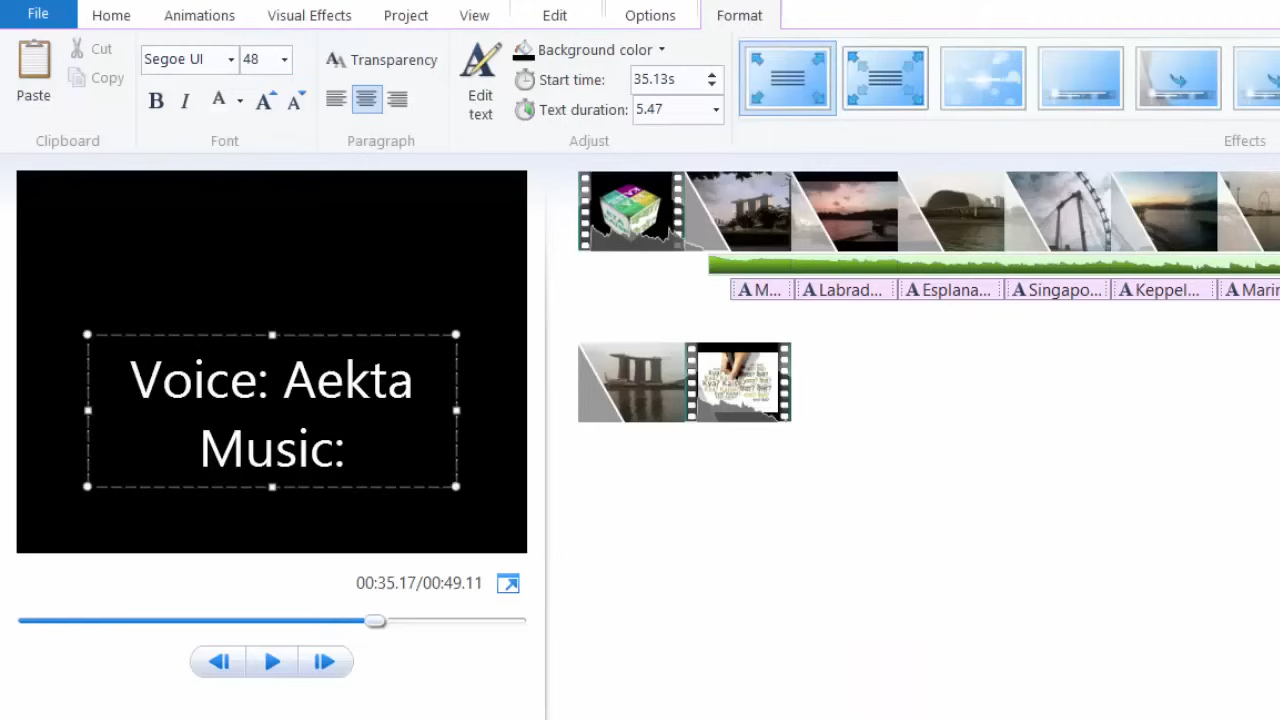 File
Home
Animations
Visual Effects
Project
View
Edit
Options
Format
Paste
Cut
Copy
Clipboard
Segoe UI
48
B I A A A
Font
Transparency
Paragraph
Edit
text
Background color
Start time: 35.13s
Text duration: 5.47
Adjust
Effects
Voice: Aekta
Music:
00:35.17/00:49.11
A M...
A Labrad...
A Esplana...
A Singapo...
A Keppel...
A Marin